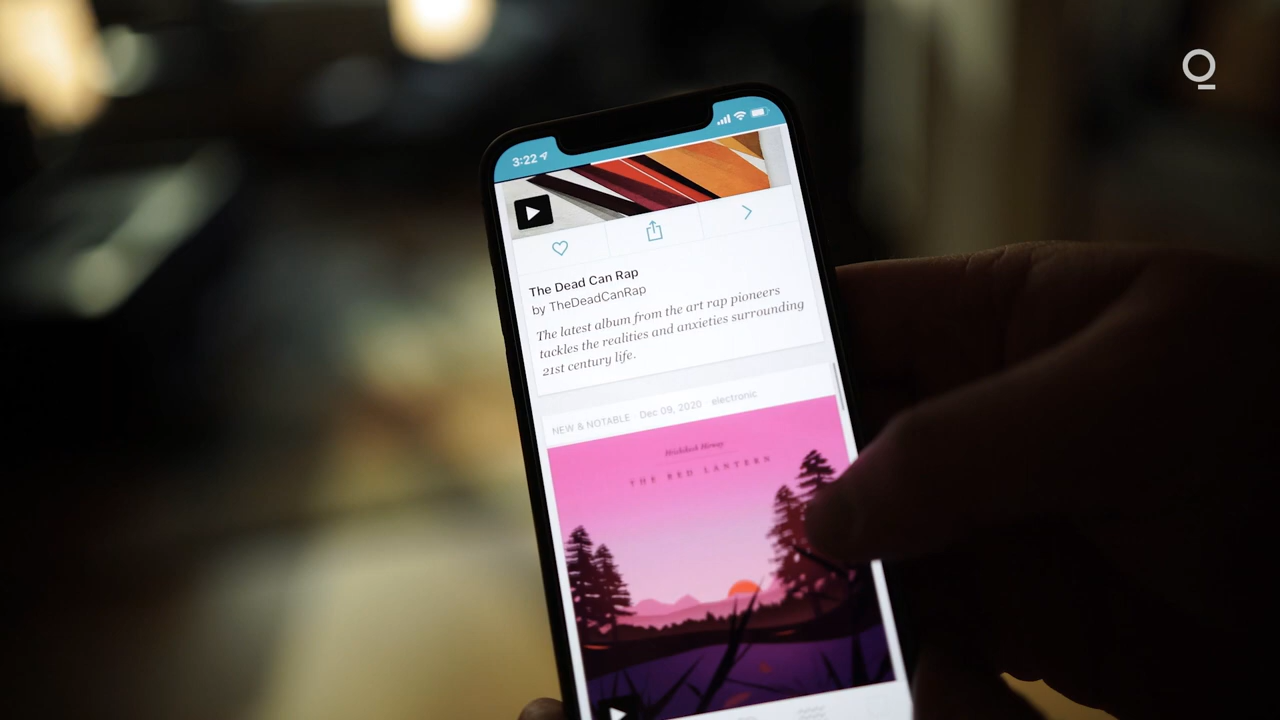 3:22
The Dead Can Rap
by TheDeadCanRap
The latest album from the art rap pioneers
tackles the realities and anxieties surrounding
21st century life.
NEW & NOTABLE · Dec 09, 2020 electronic
THE RED LANTERN